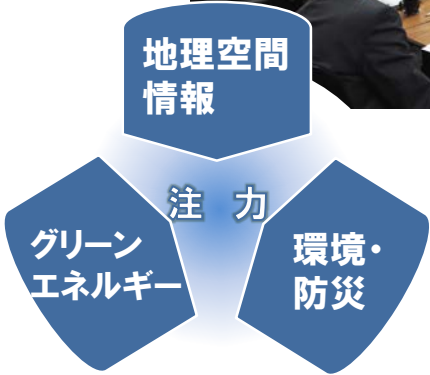 地理空間
情報
注 力
グリーン
エネルギー
環境・
防災